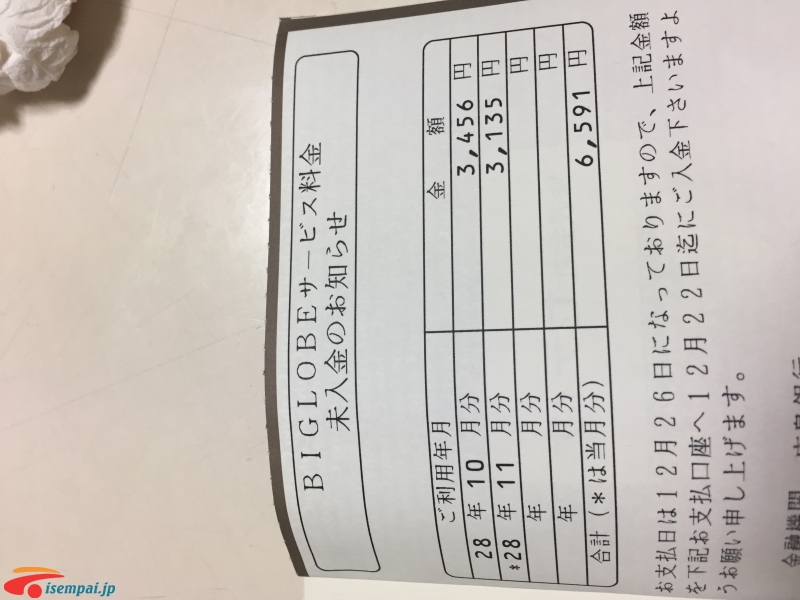 BIGLOBEサービス料金
未入金のお知らせ
ご利用年月 金 額
28 年 10 月分 3,456 円
*28 年 11 月分 3,135 円
年 月分 円
年 月分 円
合計(*は当月分) 6,591 円
お支払日は12月26日になっておりますので、上記金額
を下記お支払口座へ12月22日迄にご入金下さいますよ
うお願い申し上げます。
金融機関
isempai.jp